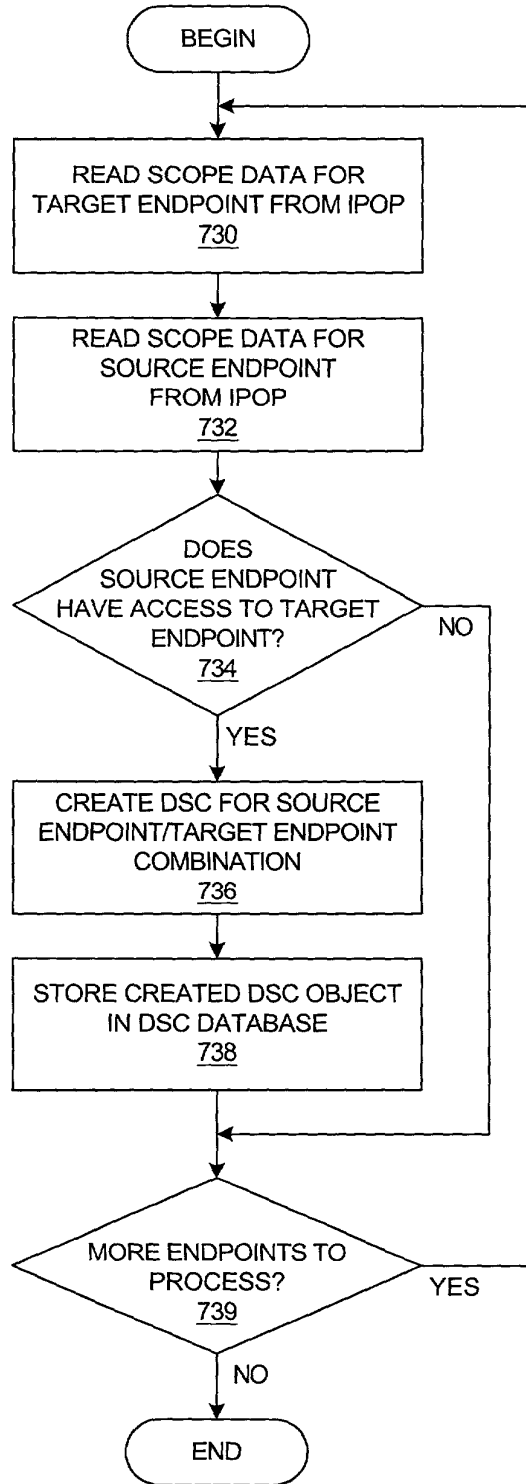 BEGIN
READ SCOPE DATA FOR
TARGET ENDPOINT FROM IPOP
730
READ SCOPE DATA FOR
SOURCE ENDPOINT
FROM IPOP
732
DOES
SOURCE ENDPOINT
HAVE ACCESS TO TARGET
ENDPOINT?
734
NO
YES
CREATE DSC FOR SOURCE
ENDPOINT/TARGET ENDPOINT
COMBINATION
736
STORE CREATED DSC OBJECT
IN DSC DATABASE
738
MORE ENDPOINTS TO
PROCESS?
739
YES
NO
END